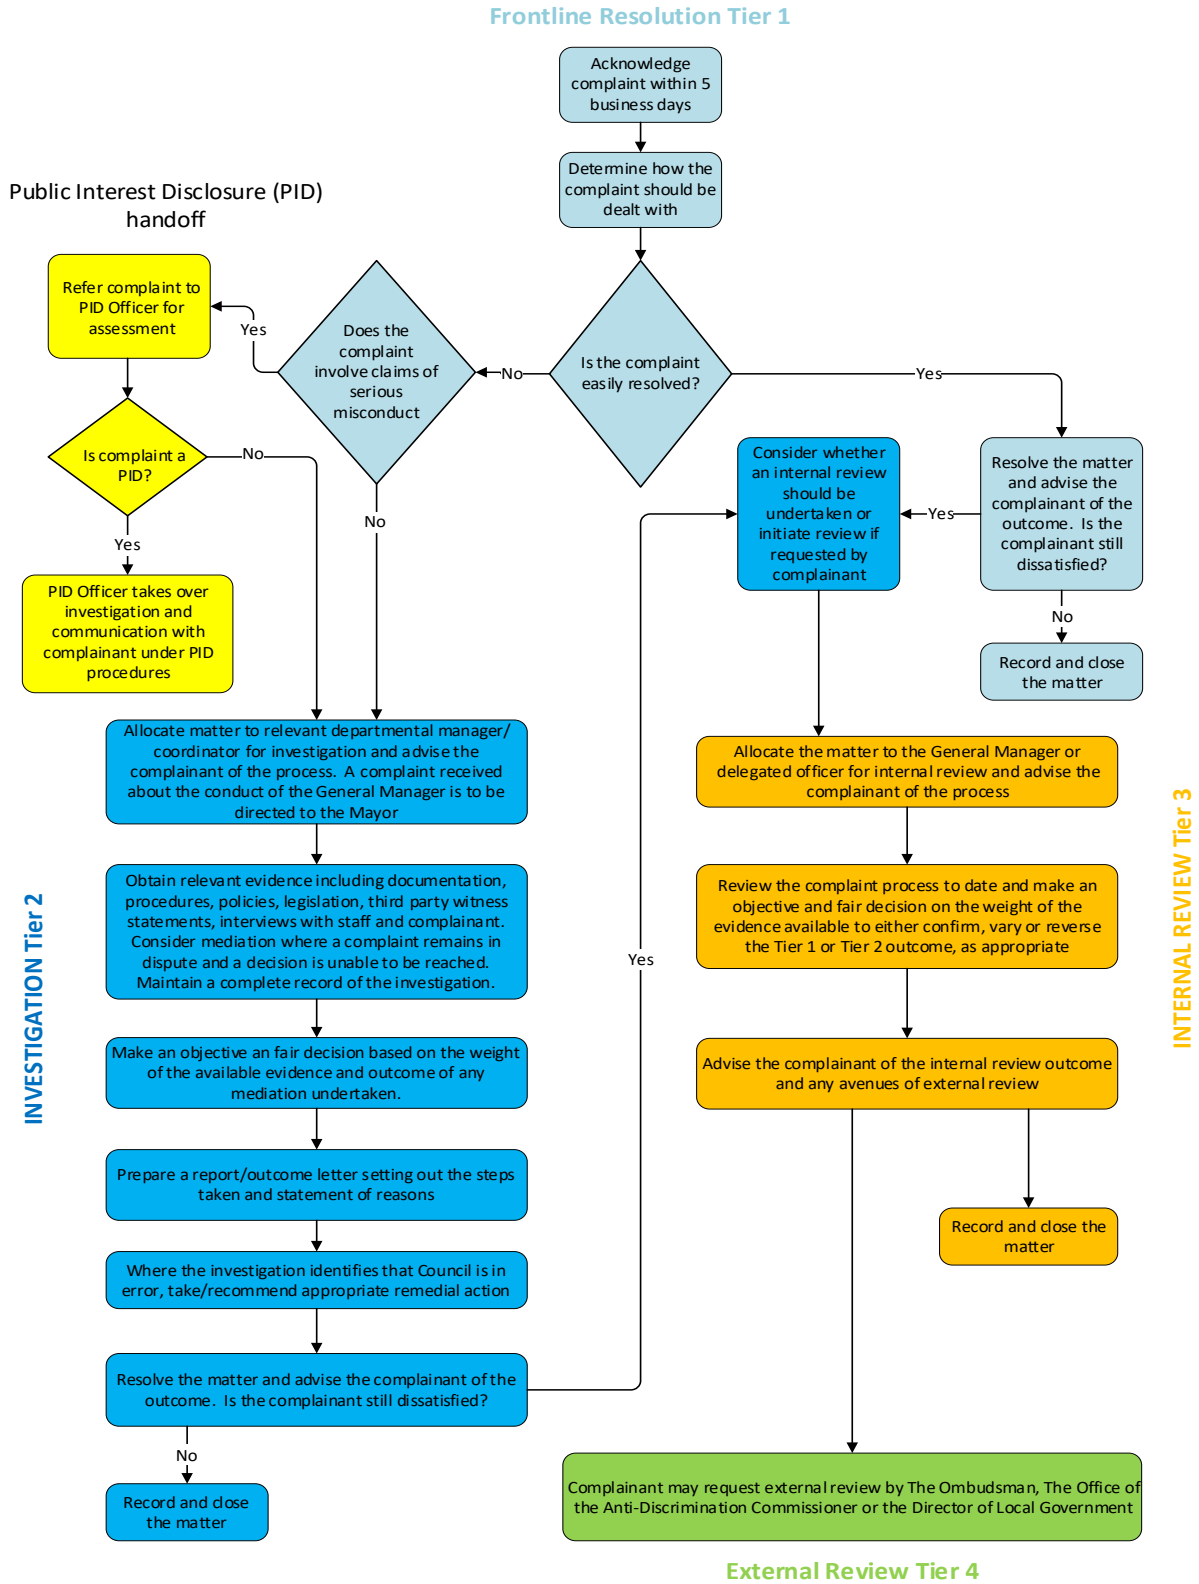 Frontline Resolution Tier 1
Acknowledge
complaint within 5
business days
Determine how the
complaint should be
dealt with
Public Interest Disclosure (PID)
handoff
Refer complaint to
PID Officer for
assessment
Yes
Does the
complaint
involve claims of
serious
misconduct
No
Is the complaint
easily resolved?
Yes
Is complaint a
PID?
No
Yes
PID Officer takes over
investigation and
communication with
complainant under PID
procedures
No
Consider whether
an internal review
should be
undertaken or
initiate review if
requested by
complainant
Yes
Resolve the matter
and advise the
complainant of the
outcome.  Is the
complainant still
dissatisfied?
No
Record and close
the matter
INVESTIGATION Tier 2
Allocate matter to relevant departmental manager/
coordinator for investigation and advise the
complainant of the process.  A complaint received
about the conduct of the General Manager is to be
directed to the Mayor
Obtain relevant evidence including documentation,
procedures, policies, legislation, third party witness
statements, interviews with staff and complainant.
Consider mediation where a complaint remains in
dispute and a decision is unable to be reached.
Maintain a complete record of the investigation.
Make an objective an fair decision based on the weight
of the available evidence and outcome of any
mediation undertaken.
Prepare a report/outcome letter setting out the steps
taken and statement of reasons
Where the investigation identifies that Council is in
error, take/recommend appropriate remedial action
Resolve the matter and advise the complainant of the
outcome.  Is the complainant still dissatisfied?
No
Record and close
the matter
Yes
INTERNAL REVIEW Tier 3
Allocate the matter to the General Manager or
delegated officer for internal review and advise the
complainant of the process
Review the complaint process to date and make an
objective and fair decision on the weight of the
evidence available to either confirm, vary or reverse
the Tier 1 or Tier 2 outcome, as appropriate
Advise the complainant of the internal review outcome
and any avenues of external review
Record and close the
matter
Complainant may request external review by The Ombudsman, The Office of
the Anti-Discrimination Commissioner or the Director of Local Government
External Review Tier 4